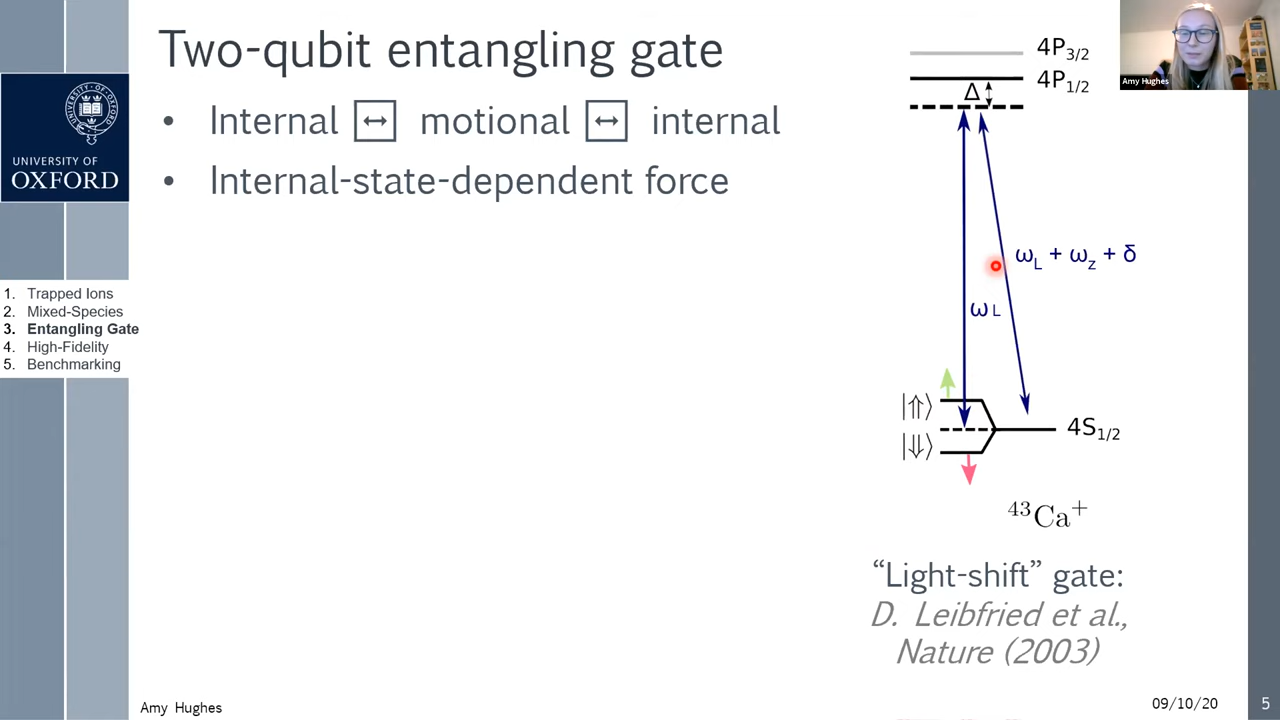 Two-qubit entangling gate
• Internal ↔ motional ↔ internal
• Internal-state-dependent force
UNIVERSITY OF
OXFORD
1. Trapped Ions
2. Mixed-Species
3. Entangling Gate
4. High-Fidelity
5. Benchmarking
4P3/2
4P1/2
Δ
Amy Hughes
ωL + ωz + δ
ωL
|⇑⟩
|⇓⟩
4S1/2
43Ca+
“Light-shift” gate:
D. Leibfried et al.,
Nature (2003)
Amy Hughes
09/10/20
5